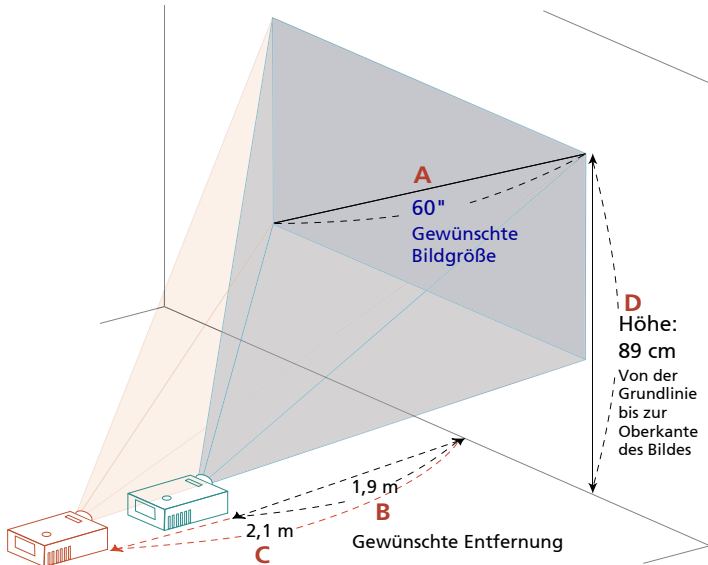 A
60"
Gewünschte
Bildgröße
D
Höhe:
89 cm
Von der
Grundlinie
bis zur
Oberkante
des Bildes
1,9 m
B
2,1 m
C
Gewünschte Entfernung